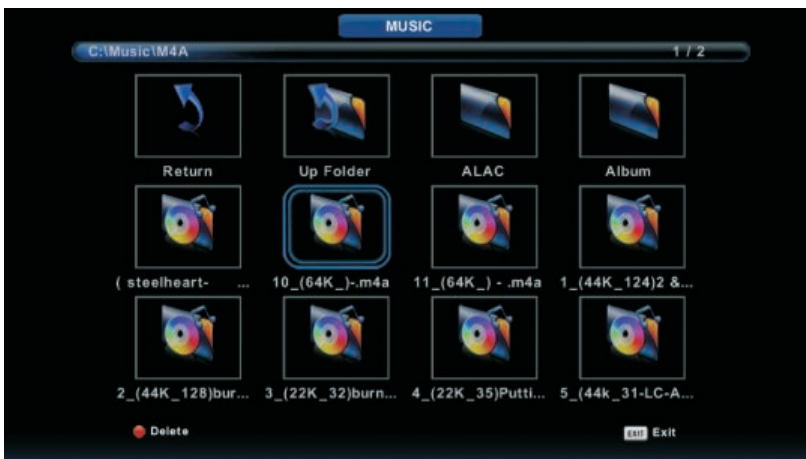 MUSIC
C:\Music\M4A 1 / 2
Return Up Folder ALAC Album
( steelheart- ... 10_(64K_)-.m4a 11_(64K_) - .m4a 1_(44K_124)2 &...
2_(44K_128)bur... 3_(22K_32)burn... 4_(22K_35)Putti... 5_(44k_31-LC-A...
Delete EXIT Exit